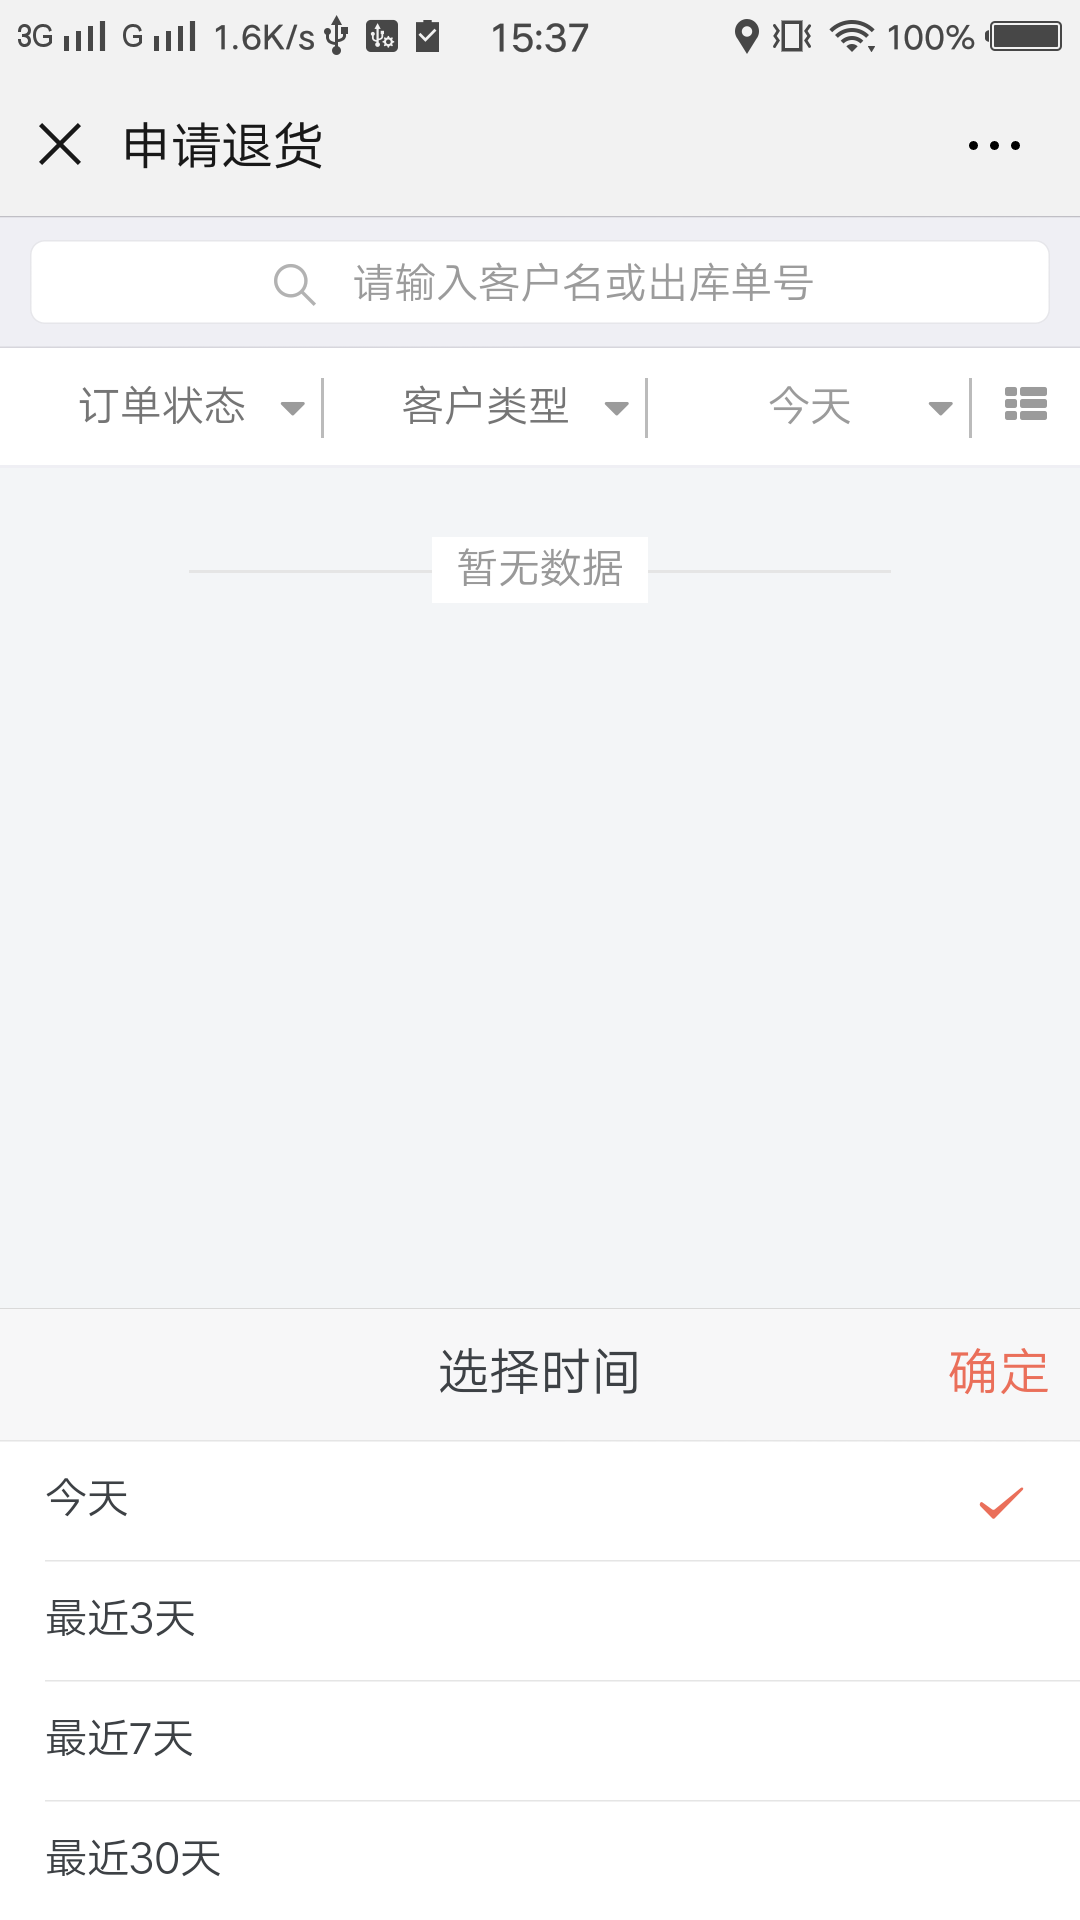 3G G 1.6K/s 15:37 100%
申请退货
请输入客户名或出库单号
订单状态 客户类型 今天
暂无数据
选择时间 确定
今天
最近3天
最近7天
最近30天